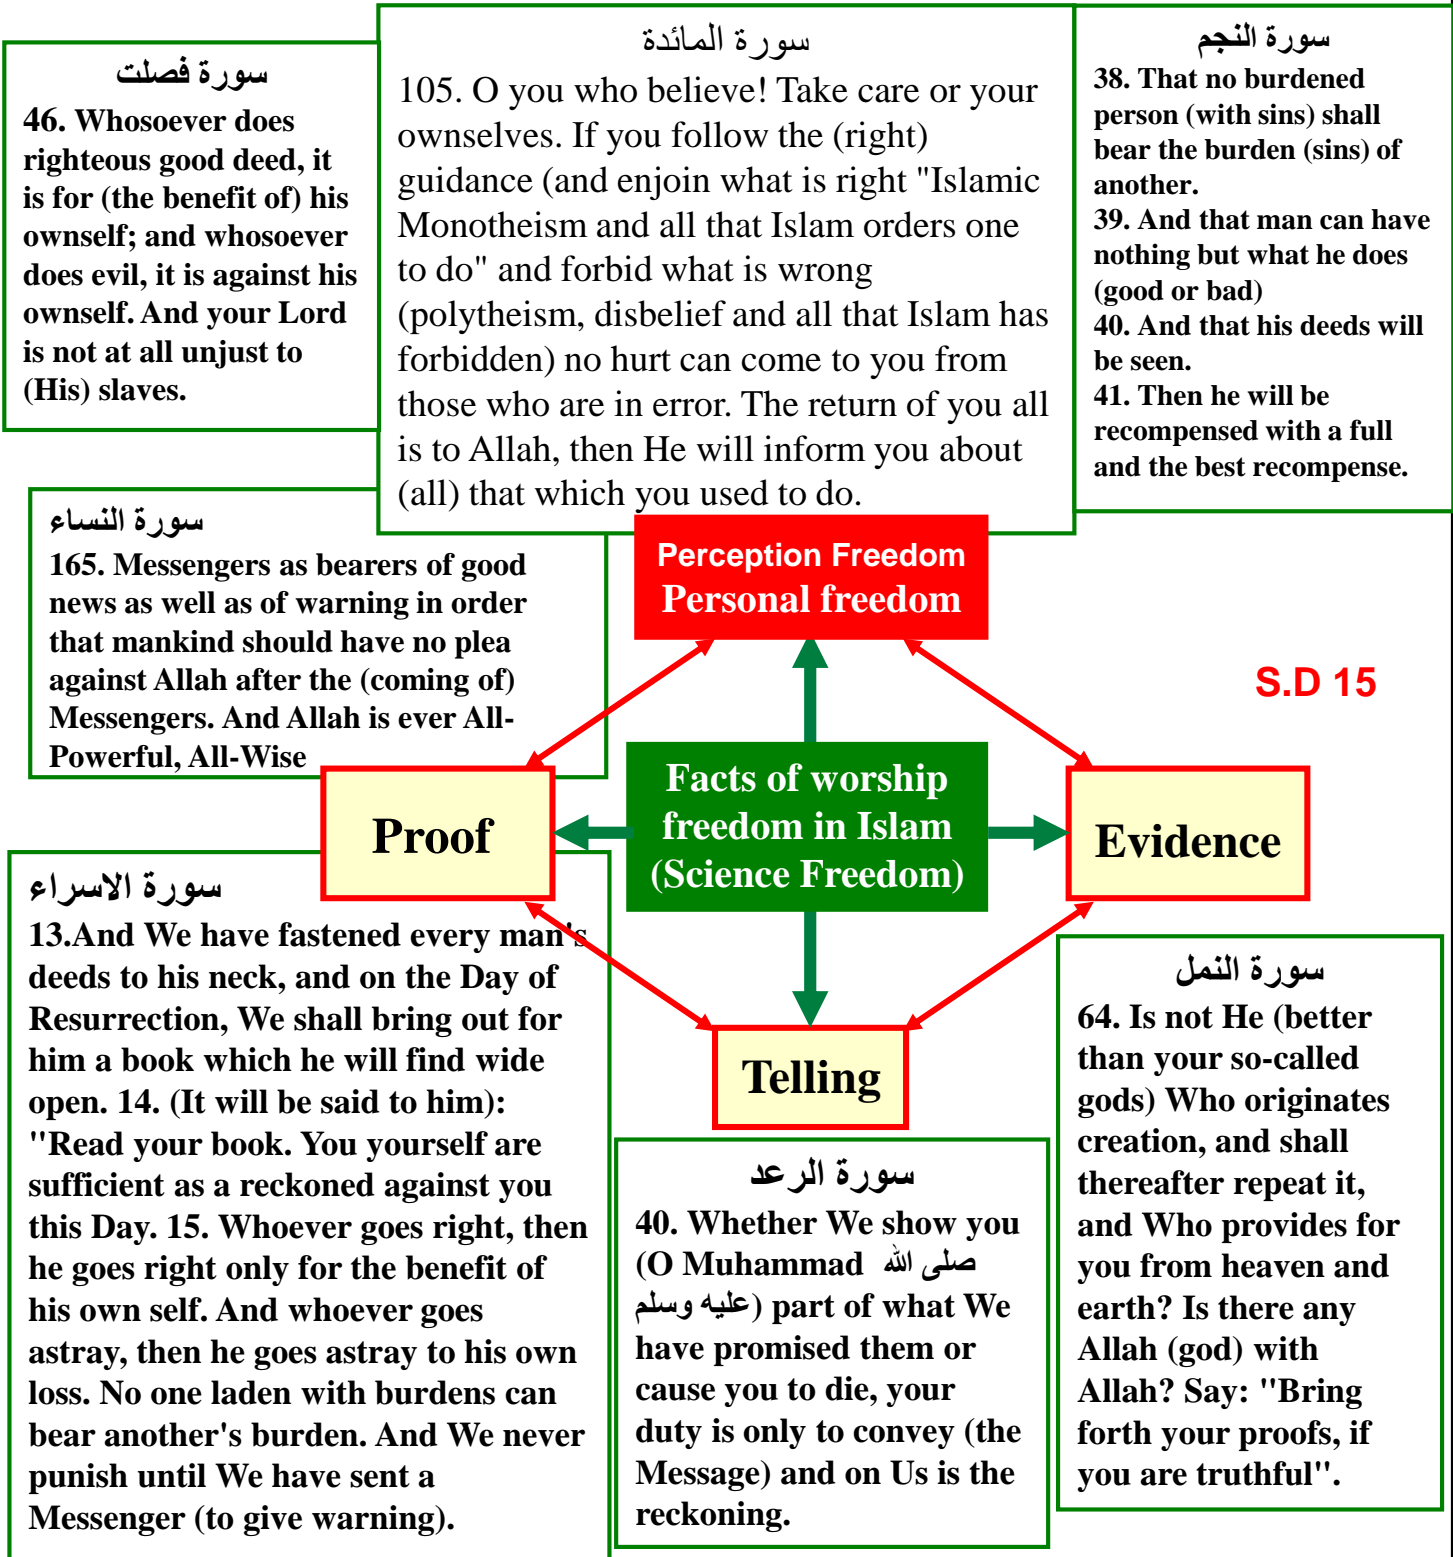 سورة فصلت
46. Whosoever does
righteous good deed, it
is for (the benefit of) his
ownself; and whosoever
does evil, it is against his
ownself. And your Lord
is not at all unjust to
(His) slaves.
سورة المائدة
105. O you who believe! Take care or your
ownselves. If you follow the (right)
guidance (and enjoin what is right "Islamic
Monotheism and all that Islam orders one
to do" and forbid what is wrong
(polytheism, disbelief and all that Islam has
forbidden) no hurt can come to you from
those who are in error. The return of you all
is to Allah, then He will inform you about
(all) that which you used to do.
سورة النجم
38. That no burdened
person (with sins) shall
bear the burden (sins) of
another.
39. And that man can have
nothing but what he does
(good or bad)
40. And that his deeds will
be seen.
41. Then he will be
recompensed with a full
and the best recompense.
سورة النساء
165. Messengers as bearers of good
news as well as of warning in order
that mankind should have no plea
against Allah after the (coming of)
Messengers. And Allah is ever All-
Powerful, All-Wise
Perception Freedom
Personal freedom
S.D 15
Proof
Facts of worship
freedom in Islam
(Science Freedom)
Evidence
Telling
سورة الاسراء
13.And We have fastened every man's
deeds to his neck, and on the Day of
Resurrection, We shall bring out for
him a book which he will find wide
open. 14. (It will be said to him):
"Read your book. You yourself are
sufficient as a reckoned against you
this Day. 15. Whoever goes right, then
he goes right only for the benefit of
his own self. And whoever goes
astray, then he goes astray to his own
loss. No one laden with burdens can
bear another's burden. And We never
punish until We have sent a
Messenger (to give warning).
سورة الرعد
40. Whether We show you
(O Muhammad صلى الله
عليه وسلم) part of what We
have promised them or
cause you to die, your
duty is only to convey (the
Message) and on Us is the
reckoning.
سورة النمل
64. Is not He (better
than your so-called
gods) Who originates
creation, and shall
thereafter repeat it,
and Who provides for
you from heaven and
earth? Is there any
Allah (god) with
Allah? Say: "Bring
forth your proofs, if
you are truthful".